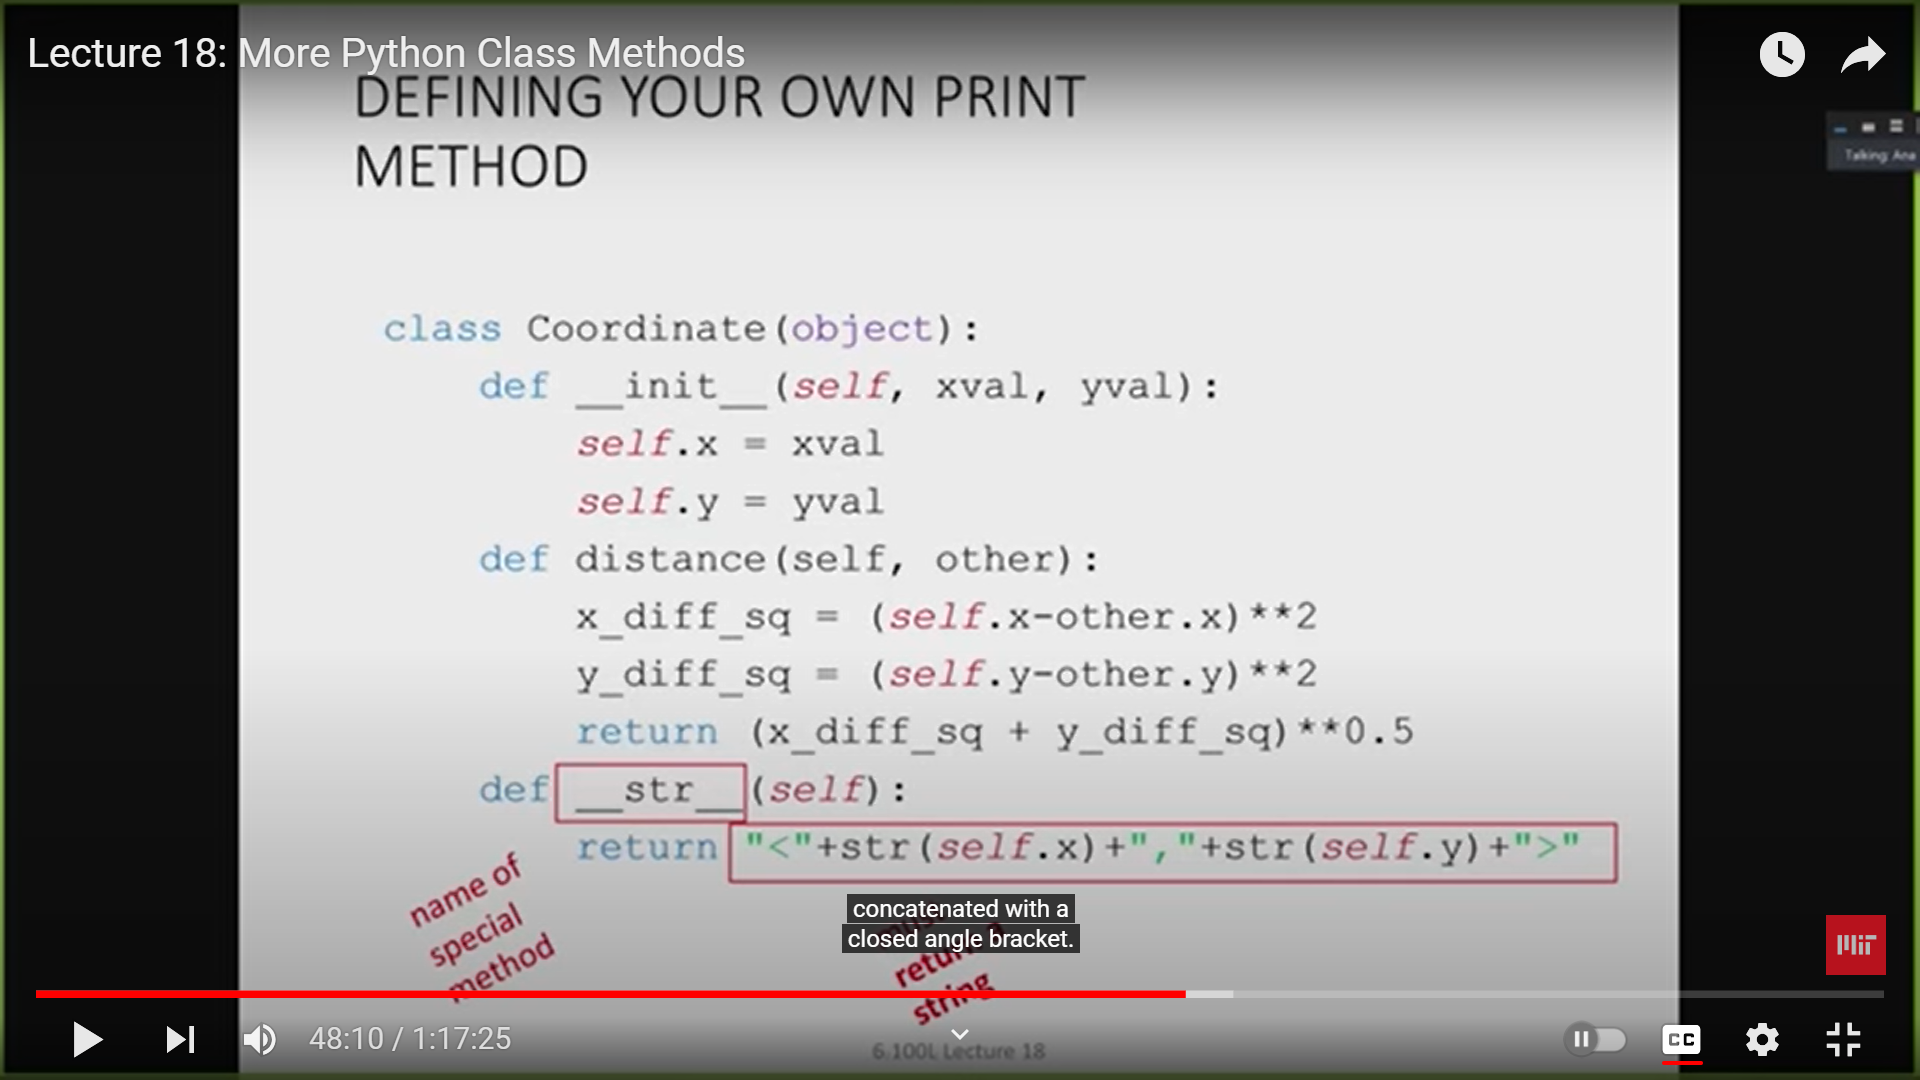 Lecture 18: More Python Class Methods
DEFINING YOUR OWN PRINT
METHOD
Talking: Ana
class Coordinate(object):
def __init__(self, xval, yval):
self.x = xval
self.y = yval
def distance(self, other):
x_diff_sq = (self.x-other.x)**2
y_diff_sq = (self.y-other.y)**2
return (x_diff_sq + y_diff_sq)**0.5
def __str__(self):
return "<"+str(self.x)+","+str(self.y)+">"
name of
special
method
concatenated with a
closed angle bracket.
return a
string
MIT
48:10 / 1:17:25
CC
6.100L Lecture 18